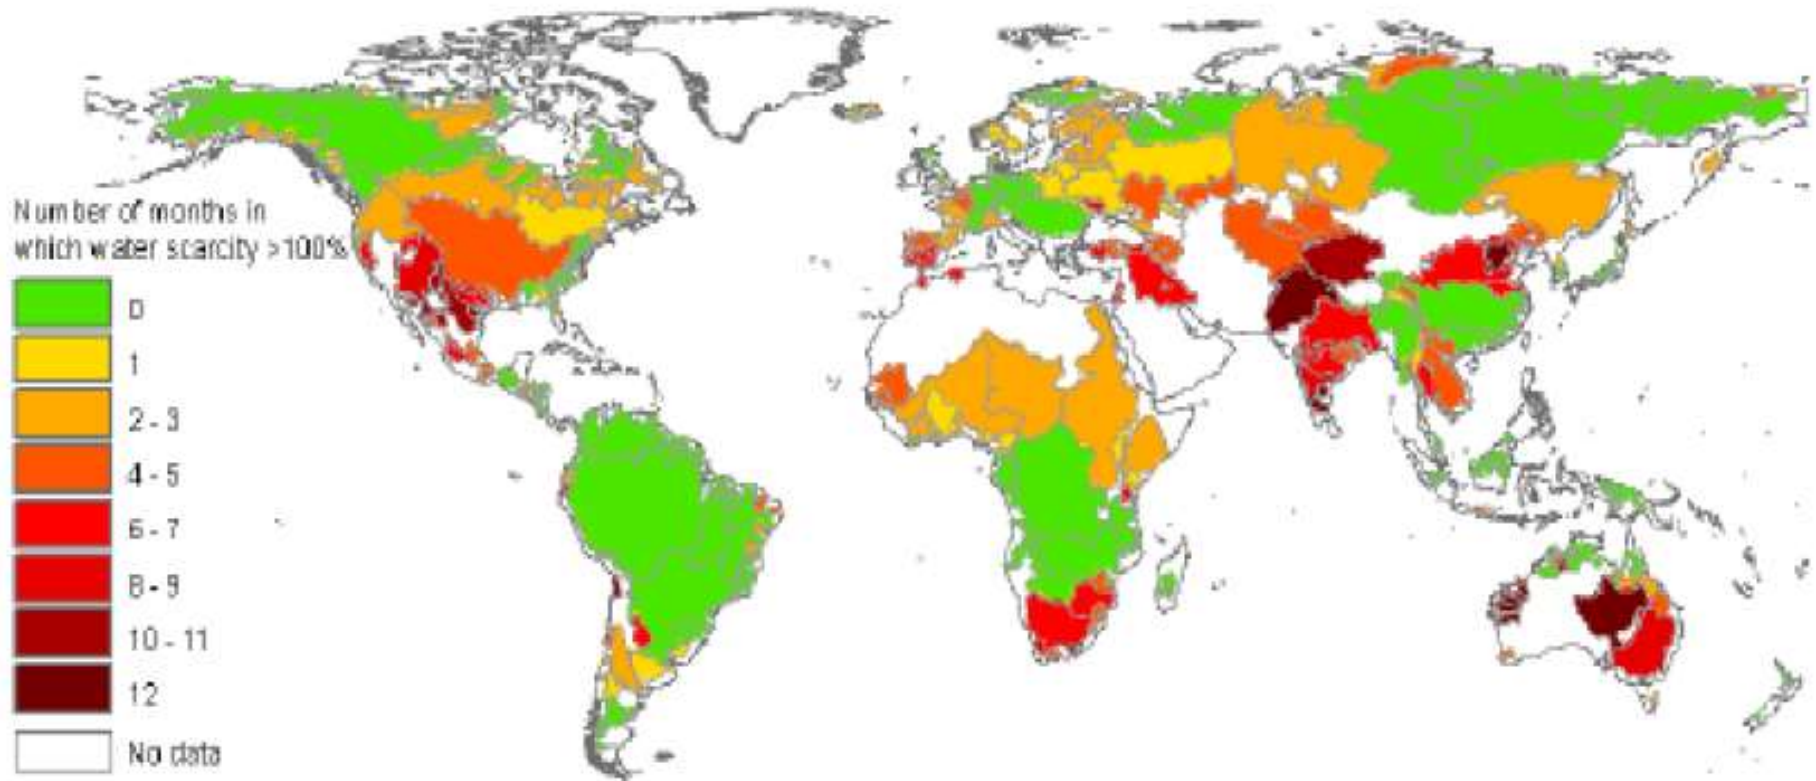 Number of months in
which water scarcity >100%
0
1
2 - 3
4 - 5
6 - 7
8 - 9
10 - 11
12
No data